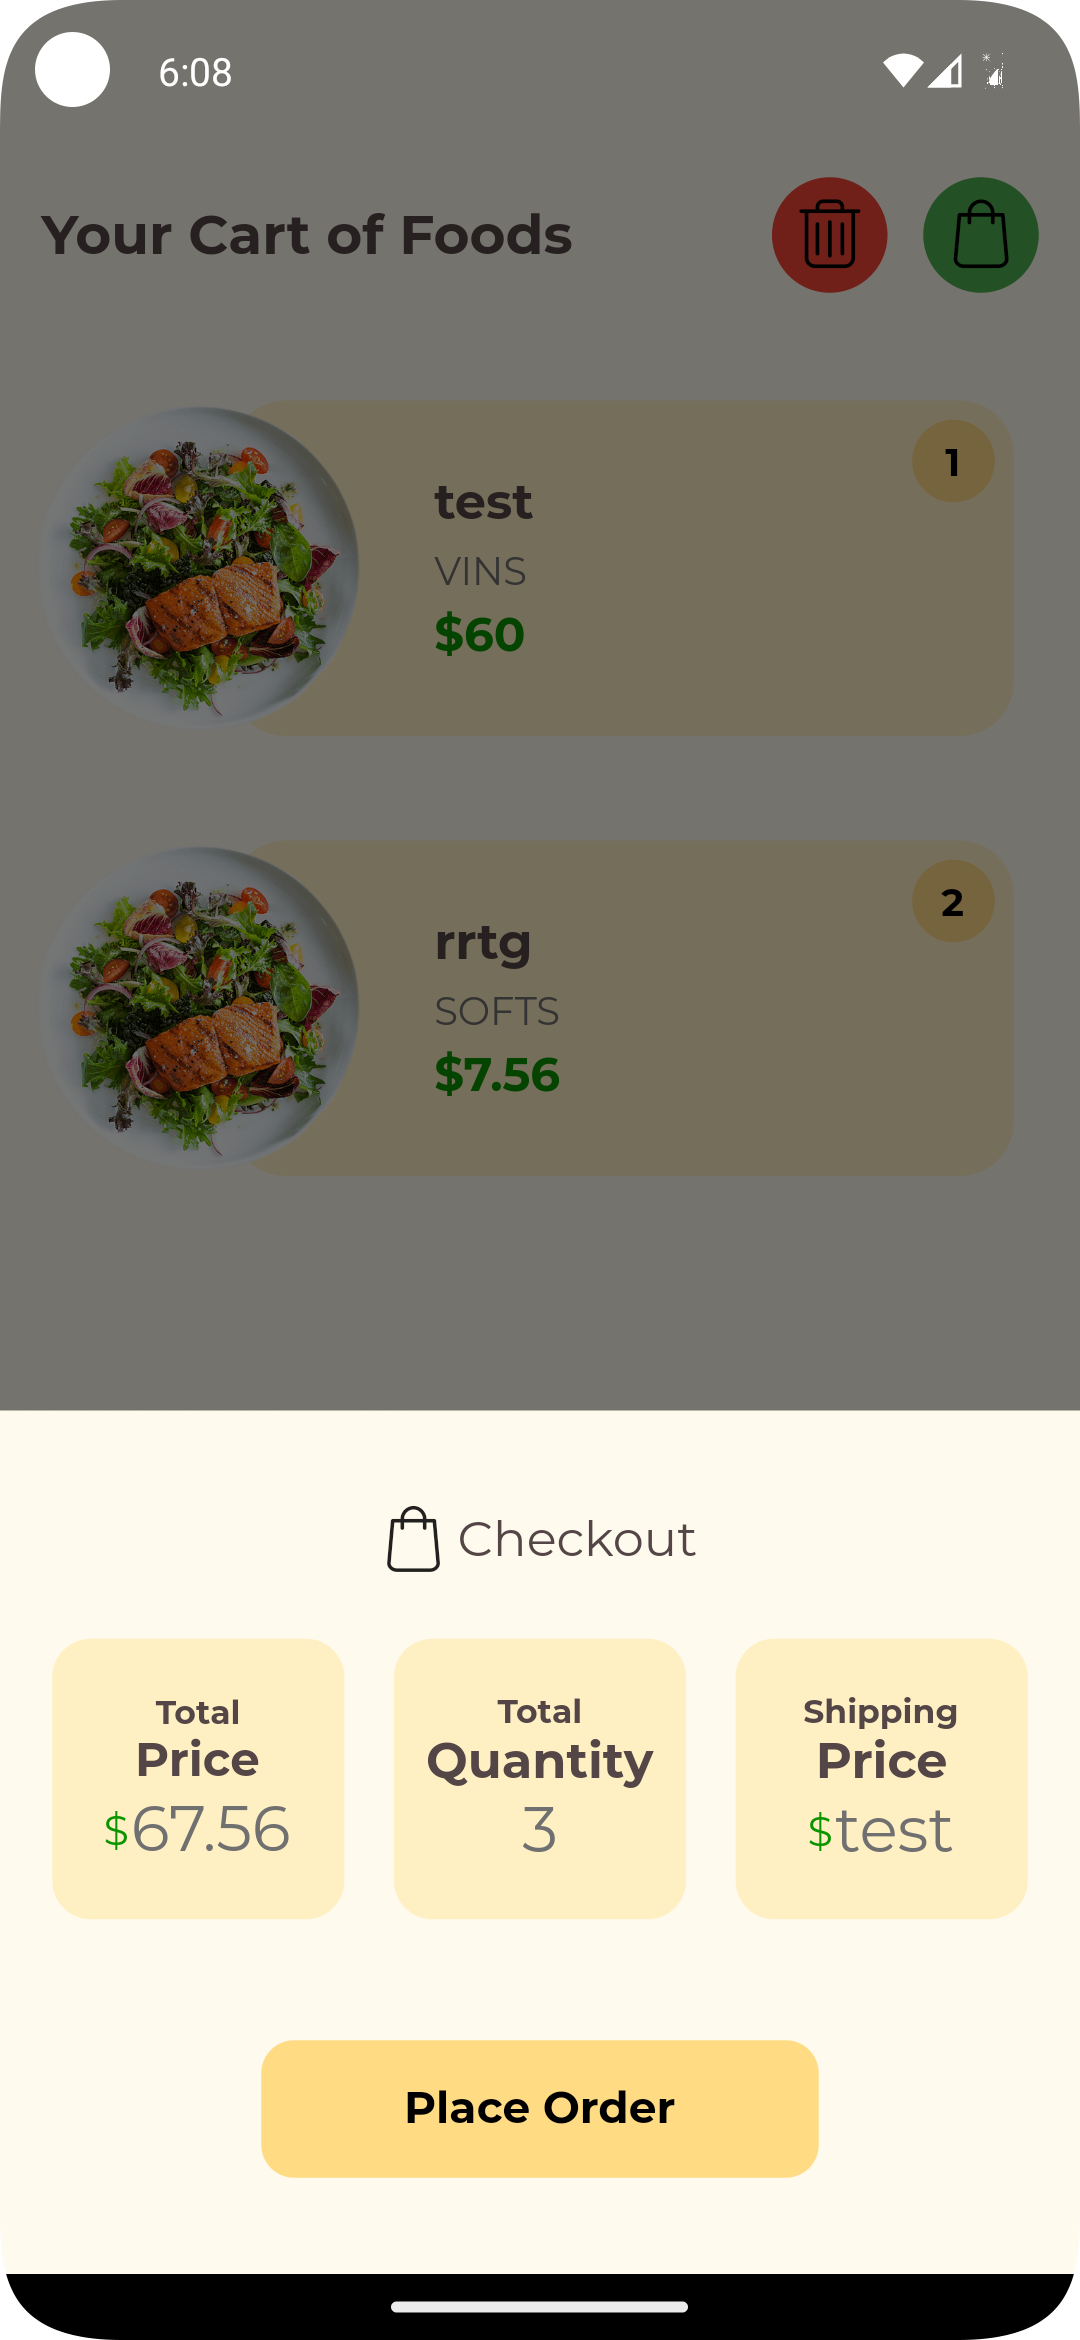 6:08
Your Cart of Foods
1
test
VINS
$60
2
rrtg
SOFTS
$7.56
Checkout
Total
Price
$67.56
Total
Quantity
3
Shipping
Price
$test
Place Order